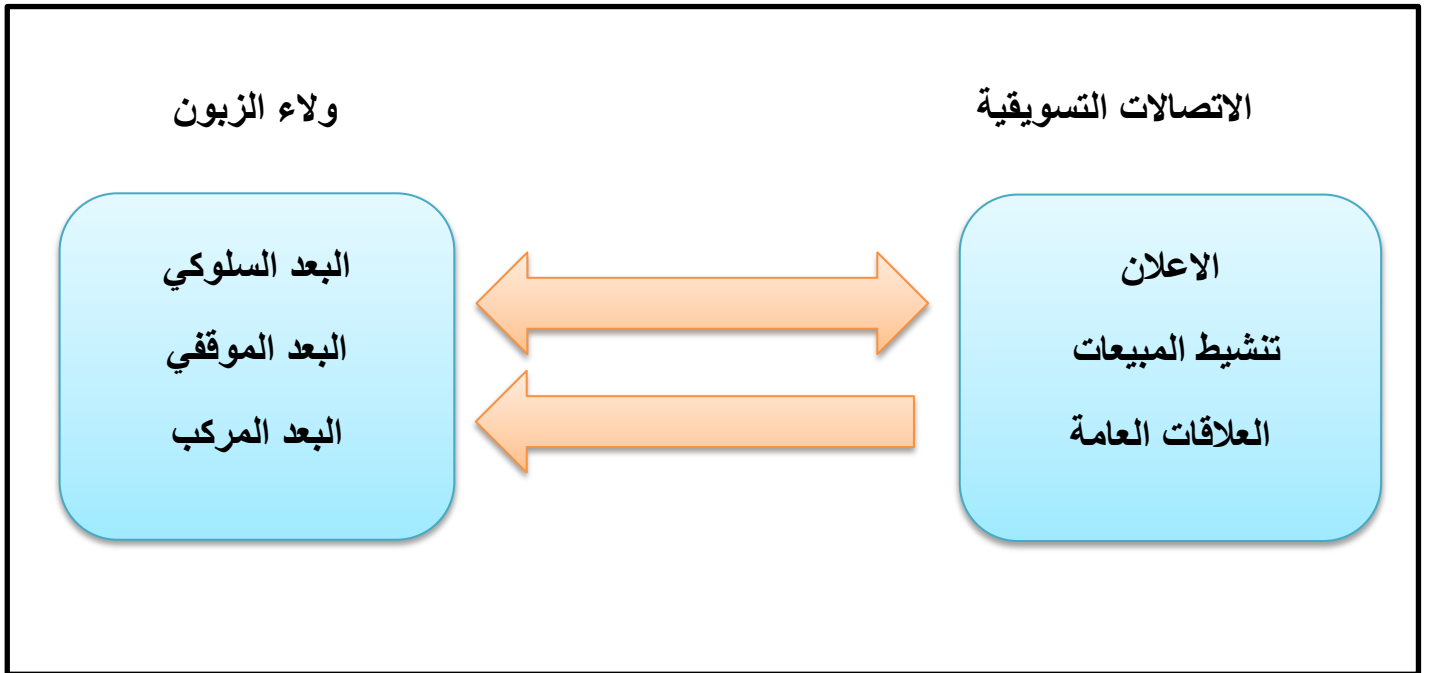 الاتصالات التسويقية
ولاء الزبون
الاعلان
تنشيط المبيعات
العلاقات العامة
البعد السلوكي
البعد الموقفي
البعد المركب